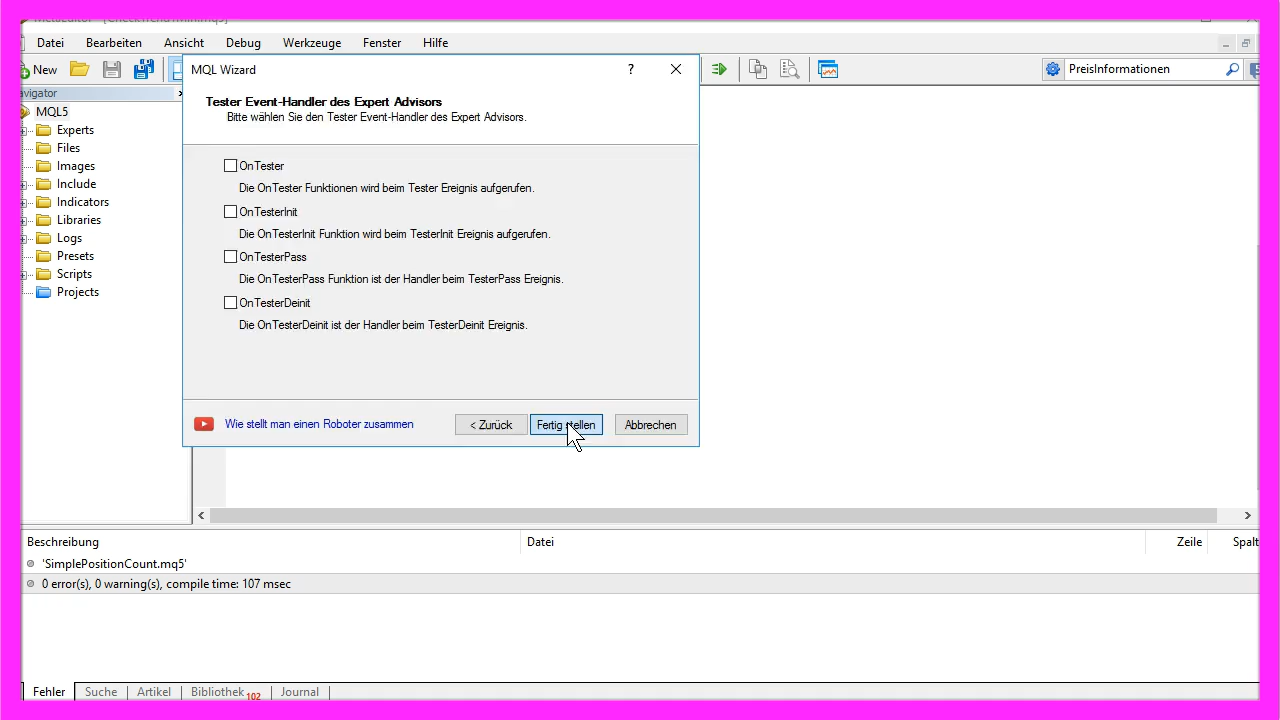 MetaEditor - [CheckTrend1Min.mq5]
Datei Bearbeiten Ansicht Debug Werkzeuge Fenster Hilfe
New PreisInformationen
avigator ×
MQL5
Experts
Files
Images
Include
Indicators
Libraries
Logs
Presets
Scripts
Projects
MQL Wizard ?
Tester Event-Handler des Expert Advisors
Bitte wählen Sie den Tester Event-Handler des Expert Advisors.
OnTester
Die OnTester Funktionen wird beim Tester Ereignis aufgerufen.
OnTesterInit
Die OnTesterInit Funktion wird beim TesterInit Ereignis aufgerufen.
OnTesterPass
Die OnTesterPass Funktion ist der Handler beim TesterPass Ereignis.
OnTesterDeinit
Die OnTesterDeinit ist der Handler beim TesterDeinit Ereignis.
Wie stellt man einen Roboter zusammen < Zurück Fertig stellen Abbrechen
Beschreibung Datei Zeile Spalt
'SimplePositionCount.mq5'
0 error(s), 0 warning(s), compile time: 107 msec
Fehler Suche Artikel Bibliothek 102 Journal